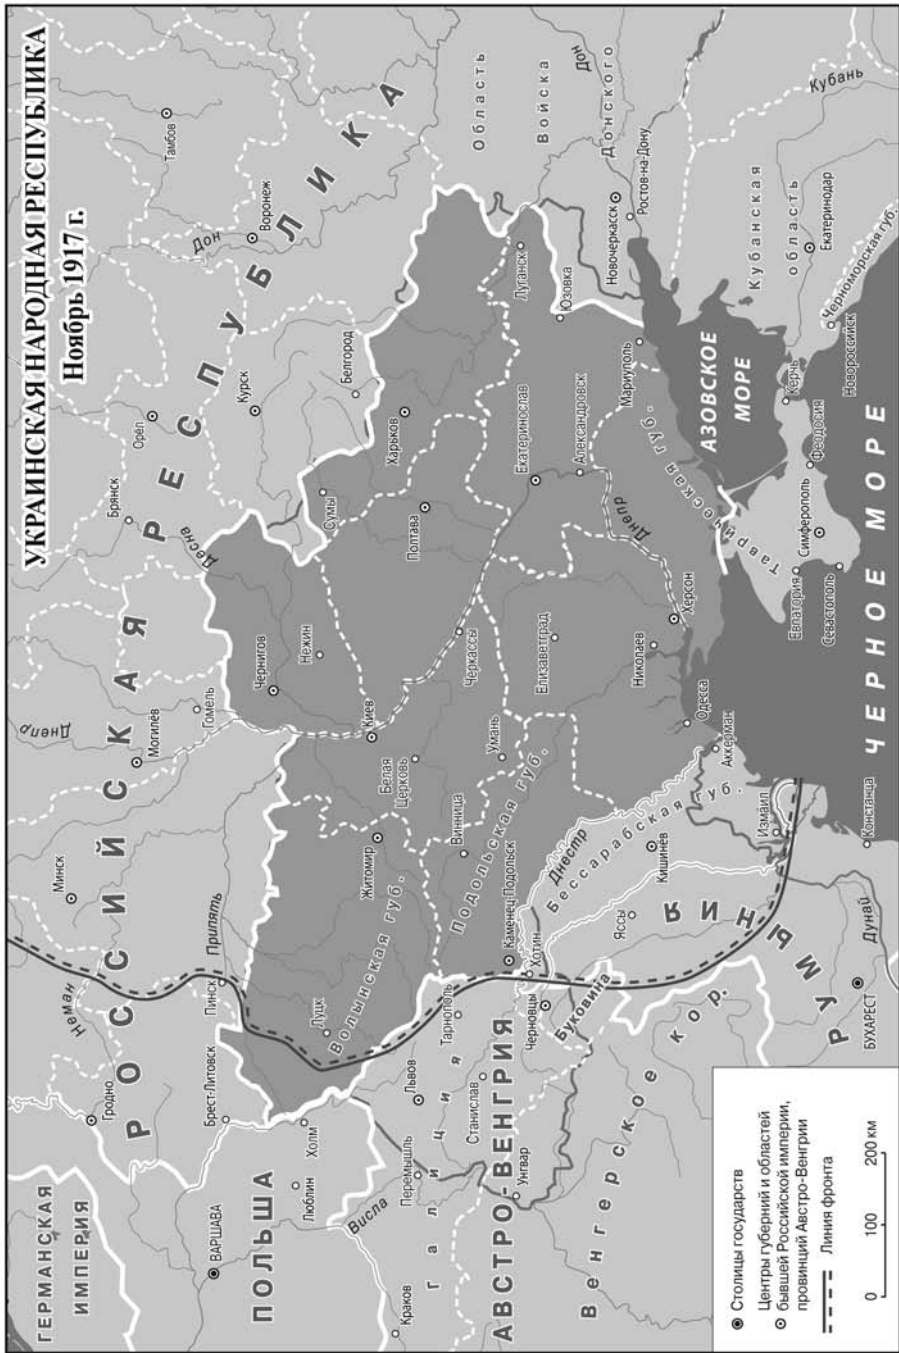 УКРАИНСКАЯ НАРОДНАЯ РЕСПУБЛИКА
Ноябрь 1917 г.
ГЕРМАНСКАЯ
ИМПЕРИЯ
РОССИЙСКАЯ РЕСПУБЛИКА
Гродно
Неман
Минск
Могилёв
Днепр
Гомель
Брянск
Орёл
Десна
Курск
Дон
Воронеж
Тамбов
ВАРШАВА
ПОЛЬША
Брест-Литовск
Пинск
Припять
Люблин
Холм
Висла
Краков
Луцк
Волынская губ.
Житомир
Киев
Чернигов
Нежин
Сумы
Белгород
Харьков
Полтава
Белая
Церковь
Черкассы
Умань
Винница
Подольская губ.
Каменец Подольск
Перемышль
Львов
Галиция
Тарнополь
Станислав
АВСТРО-ВЕНГРИЯ
Унгвар
Черновцы
Хотин
Буковина
Венгерское кор.
Днестр
Бессарабская губ.
Кишинёв
Яссы
РУМЫНИЯ
БУХАРЕСТ
Дунай
Измаил
Констанца
Аккерман
Одесса
Николаев
Херсон
Елизаветград
Екатеринослав
Александровск
Днепр
Луганск
Юзовка
Мариуполь
Таврическая губ.
Область
Войска
Донского
Дон
Новочеркасск
Ростов-на-Дону
АЗОВСКОЕ
МОРЕ
Кубанская
область
Кубань
Екатеринодар
Черноморская губ.
Новороссийск
Керчь
Феодосия
Симферополь
Евпатория
Севастополь
ЧЕРНОЕ МОРЕ
Столицы государств
Центры губерний и областей
бывшей Российской империи,
провинций Австро-Венгрии
Линия фронта
0 100 200 км